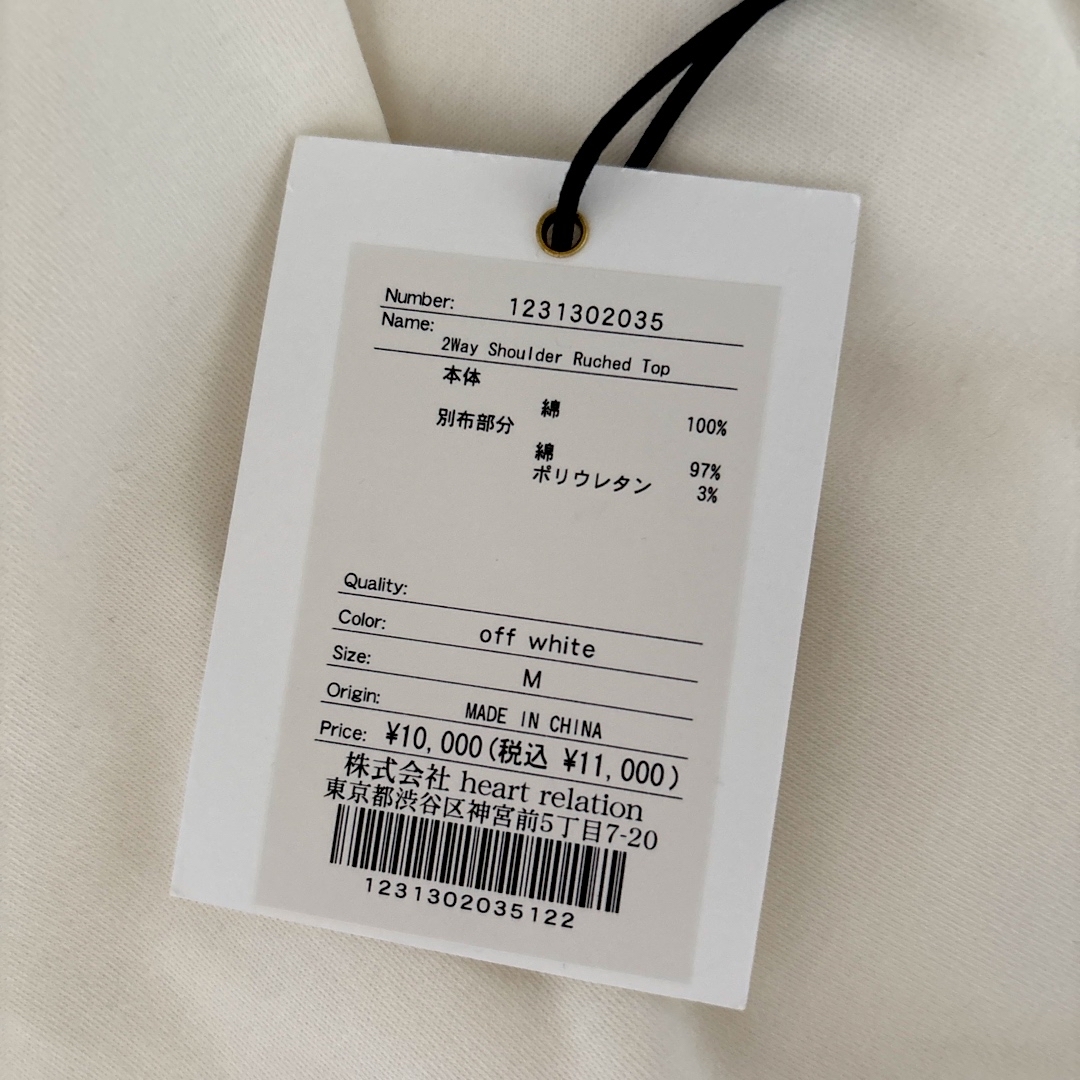 Number: 1231302035
Name:
2Way Shoulder Ruched Top
本体
綿 100%
別布部分
綿 97%
ポリウレタン 3%
Quality:
Color: off white
Size: M
Origin: MADE IN CHINA
Price: ¥10,000(税込 ¥11,000)
株式会社 heart relation
東京都渋谷区神宮前5丁目7-20
1231302035122